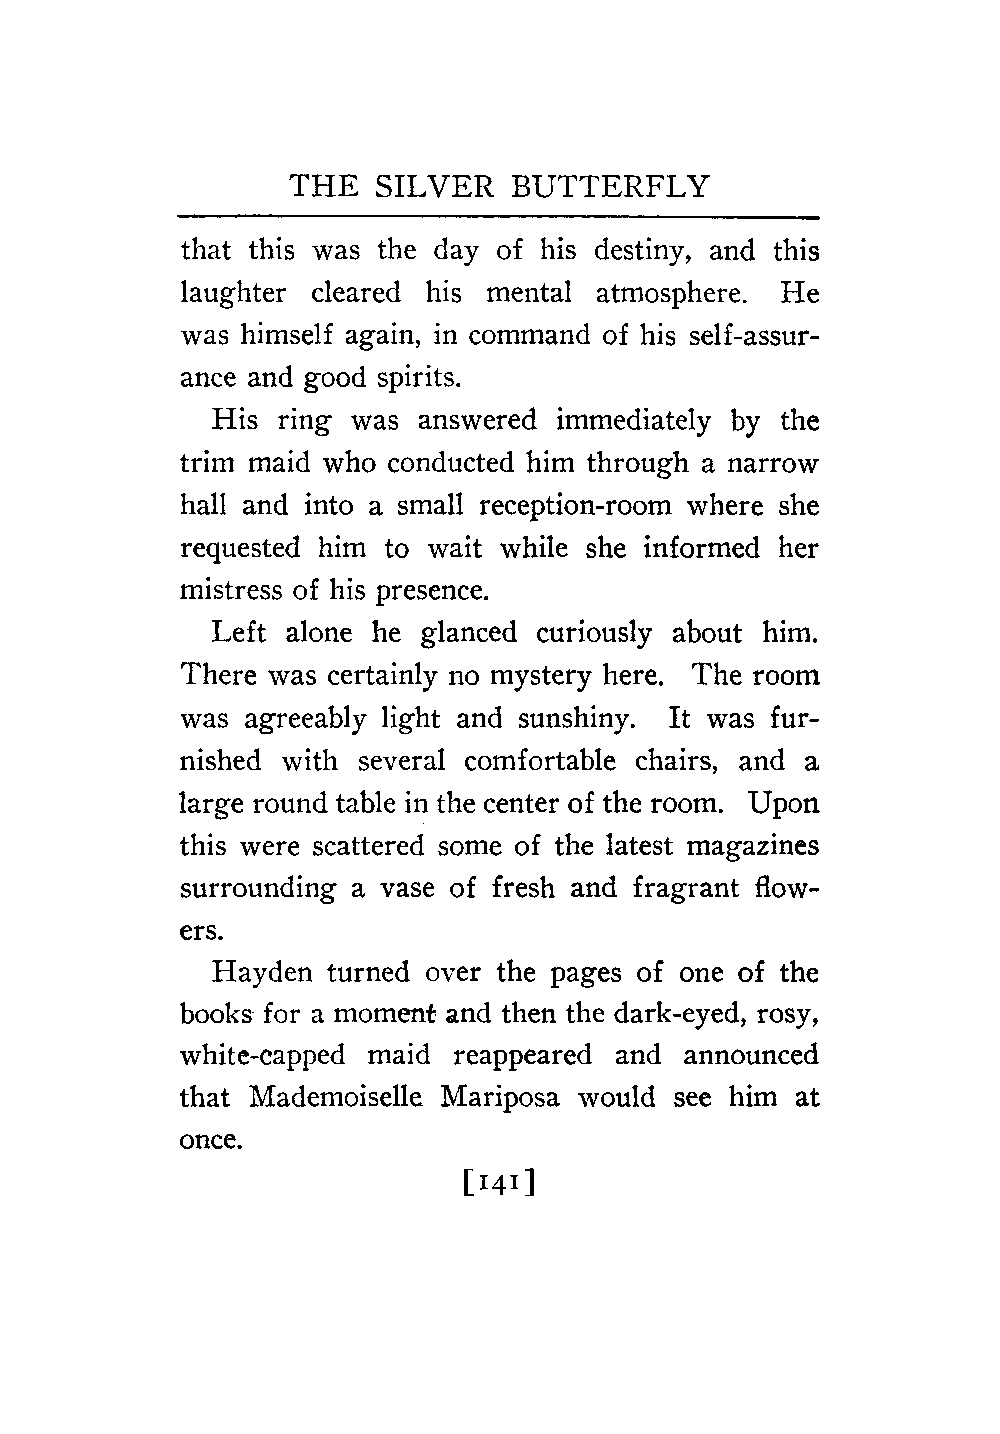 THE SILVER BUTTERFLY
that this was the day of his destiny, and this
laughter cleared his mental atmosphere. He
was himself again, in command of his self-assur-
ance and good spirits.
His ring was answered immediately by the
trim maid who conducted him through a narrow
hall and into a small reception-room where she
requested him to wait while she informed her
mistress of his presence.
Left alone he glanced curiously about him.
There was certainly no mystery here. The room
was agreeably light and sunshiny. It was fur-
nished with several comfortable chairs, and a
large round table in the center of the room. Upon
this were scattered some of the latest magazines
surrounding a vase of fresh and fragrant flow-
ers.
Hayden turned over the pages of one of the
books for a moment and then the dark-eyed, rosy,
white-capped maid reappeared and announced
that Mademoiselle Mariposa would see him at
once.
[141]